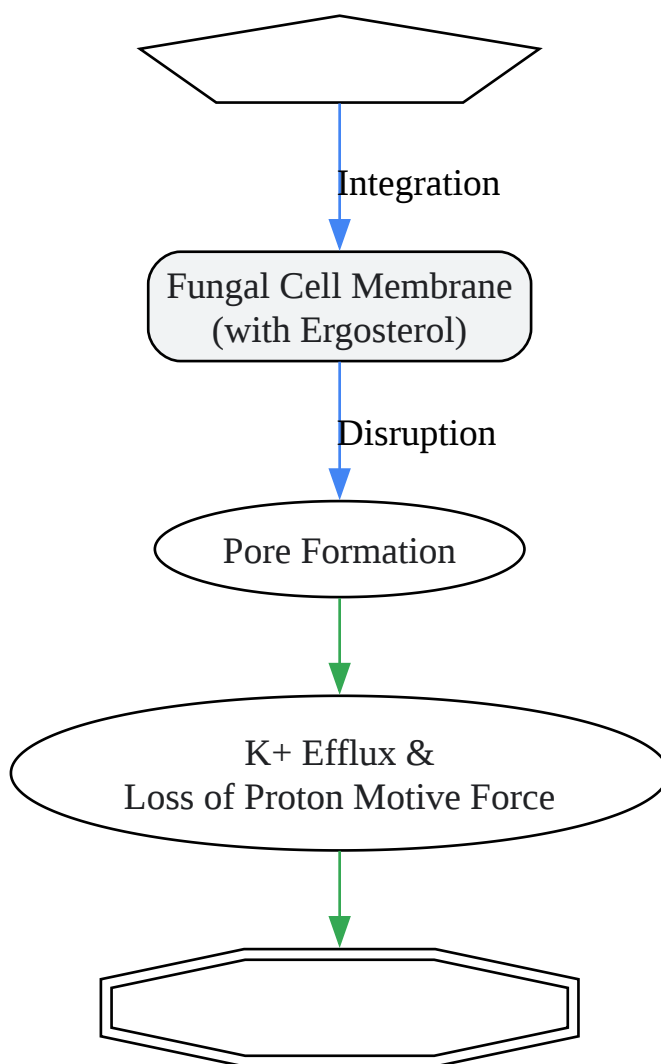 Integration
Fungal Cell Membrane
(with Ergosterol)
Disruption
Pore Formation
K+ Efflux &
Loss of Proton Motive Force